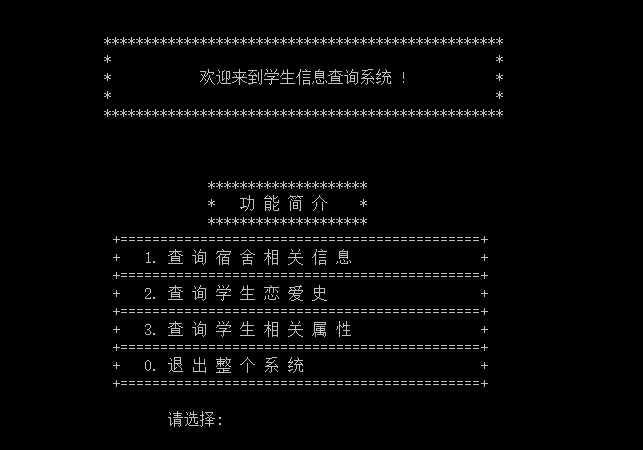 **************************************************
* *
* 欢迎来到学生信息查询系统 ! *
* *
**************************************************
********************
* 功 能 简 介 *
********************
+=============================================+
+ 1. 查 询 宿 舍 相 关 信 息 +
+=============================================+
+ 2. 查 询 学 生 恋 爱 史 +
+=============================================+
+ 3. 查 询 学 生 相 关 属 性 +
+=============================================+
+ 0. 退 出 整 个 系 统 +
+=============================================+
请选择: